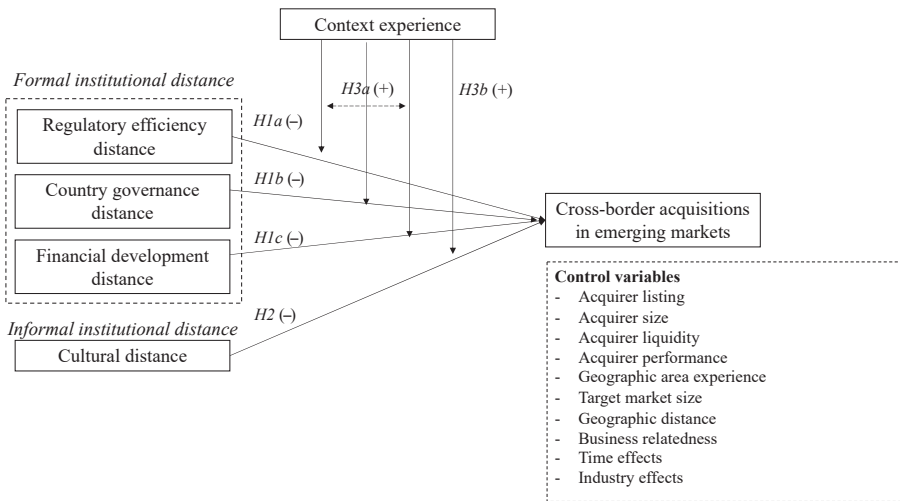 Context experience
Formal institutional distance
H3a (+)
H3b (+)
Regulatory efficiency
distance
H1a (–)
Country governance
distance
H1b (–)
Cross-border acquisitions
in emerging markets
Financial development
distance
H1c (–)
Informal institutional distance
H2 (–)
Cultural distance
Control variables
- Acquirer listing
- Acquirer size
- Acquirer liquidity
- Acquirer performance
- Geographic area experience
- Target market size
- Geographic distance
- Business relatedness
- Time effects
- Industry effects